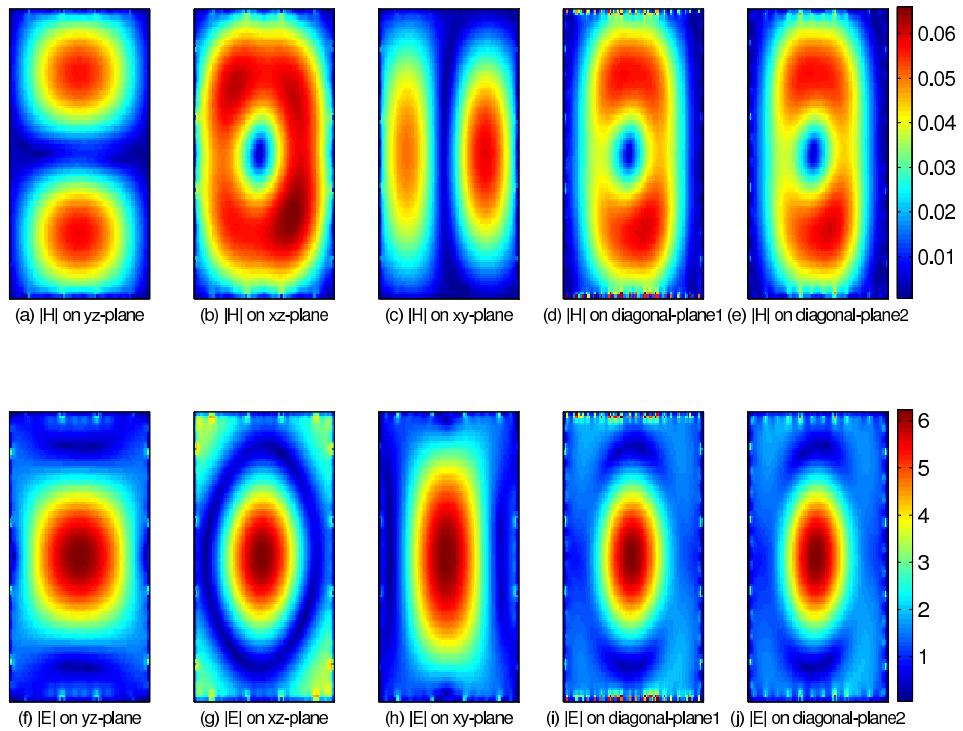 0.06
0.05
0.04
0.03
0.02
0.01
(a) |H| on yz-plane
(b) |H| on xz-plane
(c) |H| on xy-plane
(d) |H| on diagonal-plane1
(e) |H| on diagonal-plane2
6
5
4
3
2
1
(f) |E| on yz-plane
(g) |E| on xz-plane
(h) |E| on xy-plane
(i) |E| on diagonal-plane1
(j) |E| on diagonal-plane2